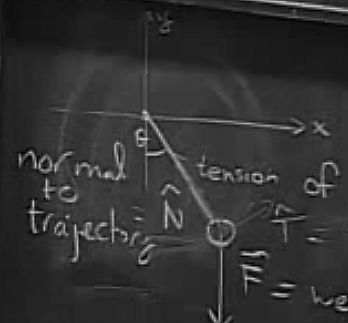 y
x
θ
normal
to
trajectory
= N̂
tension of
T̂ =
F̅ = we